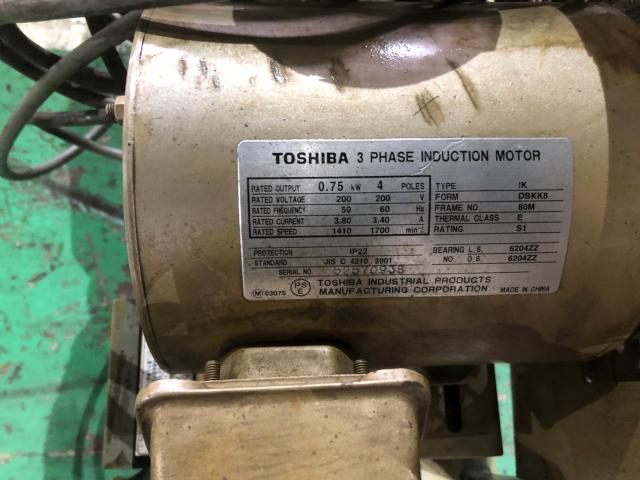 TOSHIBA 3 PHASE INDUCTION MOTOR
RATED OUTPUT 0.75 kW 4 POLES
RATED VOLTAGE 200 200 V
RATED FREQUENCY 50 60 Hz
RATED CURRENT 3.80 3.40 A
RATED SPEED 1410 1700 min⁻¹
TYPE IK
FORM DBKK8
FRAME NO. 80M
THERMAL CLASS E
RATING S1
PROTECTION IP22
STANDARD JIS C 4210 : 2001
BEARING L.S. 6204ZZ
NO. O.S. 6204ZZ
SERIAL NO. 52570938
M 03075 PS E TOSHIBA INDUSTRIAL PRODUCTS
MANUFACTURING CORPORATION MADE IN CHINA